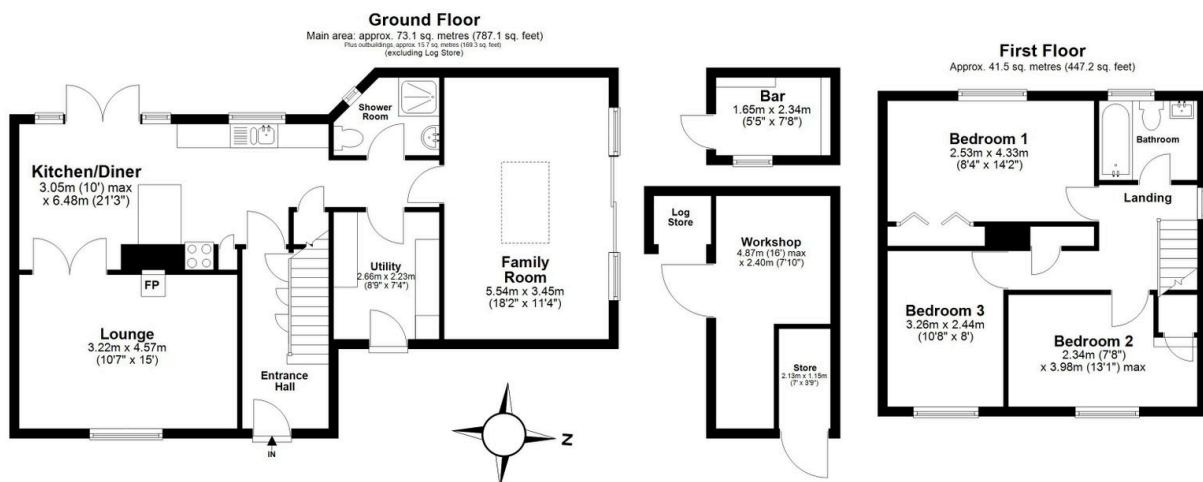 Ground Floor
Main area: approx. 73.1 sq. metres (787.1 sq. feet)
Plus outbuildings, approx. 15.7 sq. metres (169.3 sq. feet)
(excluding Log Store)
Kitchen/Diner
3.05m (10') max
x 6.48m (21'3")
Shower
Room
FP
Lounge
3.22m x 4.57m
(10'7" x 15')
Utility
2.66m x 2.23m
(8'9" x 7'4")
Entrance
Hall
IN
Family
Room
5.54m x 3.45m
(18'2" x 11'4")
N
Bar
1.65m x 2.34m
(5'5" x 7'8")
Log
Store
Workshop
4.87m (16') max
x 2.40m (7'10")
Store
2.13m x 1.15m
(7' x 3'9")
First Floor
Approx. 41.5 sq. metres (447.2 sq. feet)
Bedroom 1
2.53m x 4.33m
(8'4" x 14'2")
Bathroom
Landing
Bedroom 3
3.26m x 2.44m
(10'8" x 8')
Bedroom 2
2.34m (7'8")
x 3.98m (13'1") max